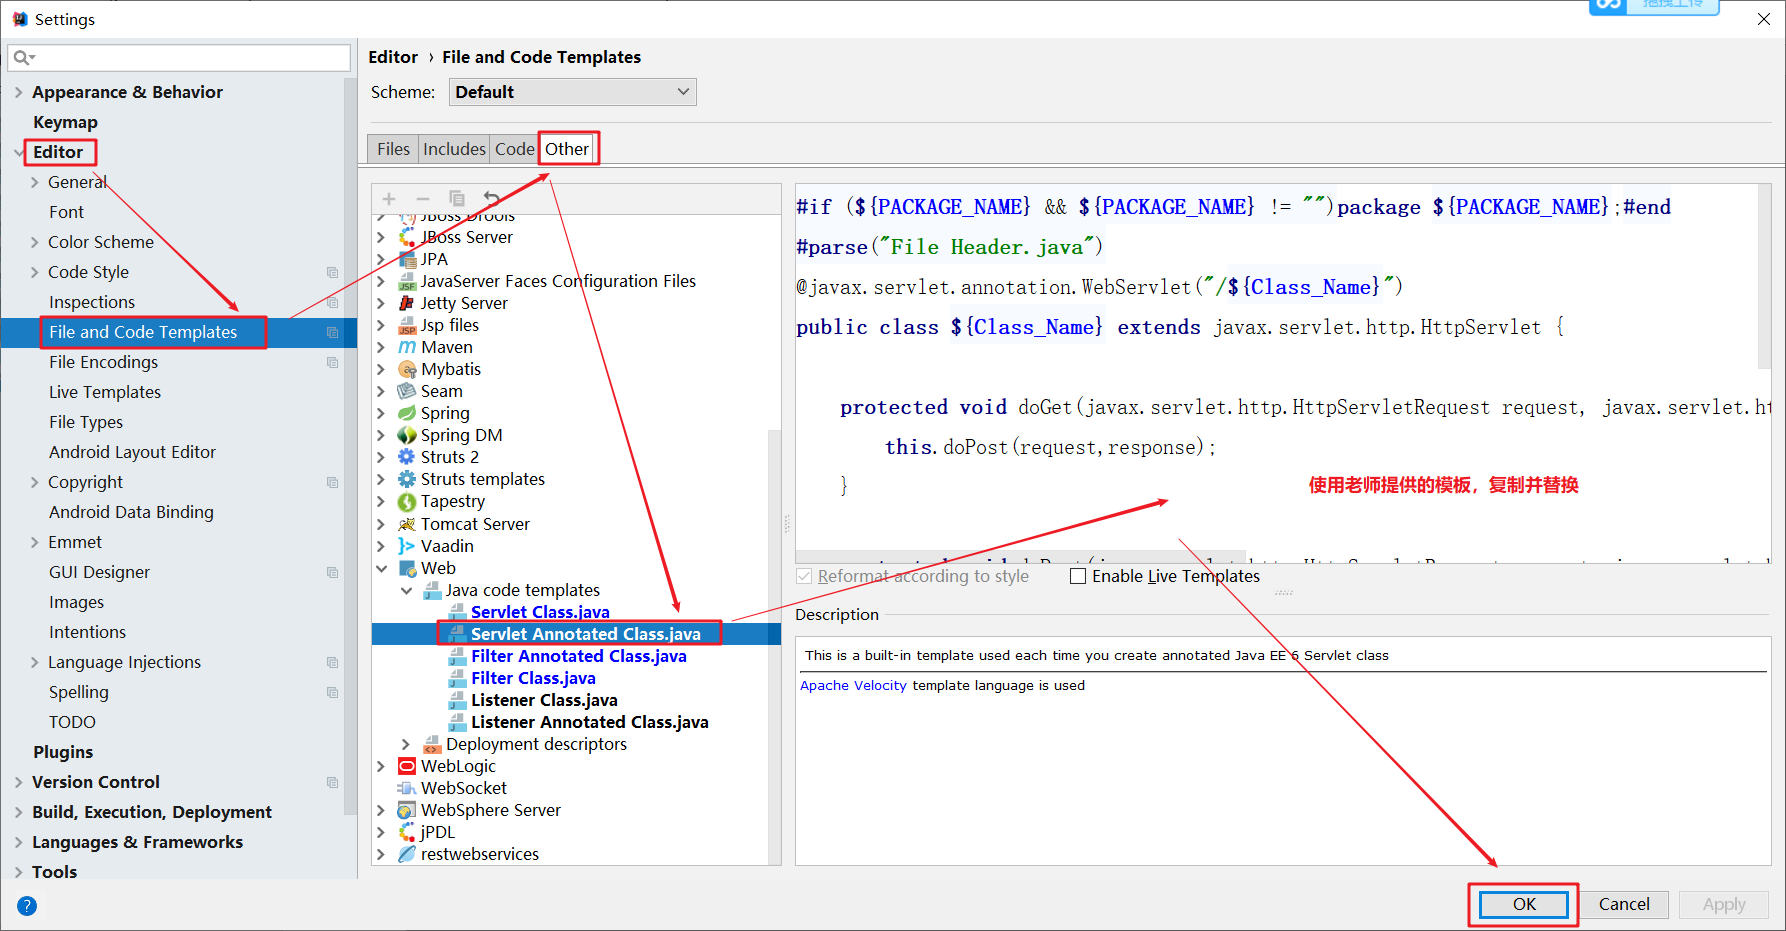 拖拽上传
Settings
Appearance & Behavior
Keymap
Editor
General
Font
Color Scheme
Code Style
Inspections
File and Code Templates
File Encodings
Live Templates
File Types
Android Layout Editor
Copyright
Android Data Binding
Emmet
GUI Designer
Images
Intentions
Language Injections
Spelling
TODO
Plugins
Version Control
Build, Execution, Deployment
Languages & Frameworks
Tools
Editor › File and Code Templates
Scheme: Default
Files Includes Code Other
JBoss Drools
JBoss Server
JPA
JavaServer Faces Configuration Files
Jetty Server
Jsp files
Maven
Mybatis
Seam
Spring
Spring DM
Struts 2
Struts templates
Tapestry
Tomcat Server
Vaadin
Web
Java code templates
Servlet Class.java
Servlet Annotated Class.java
Filter Annotated Class.java
Filter Class.java
Listener Class.java
Listener Annotated Class.java
Deployment descriptors
WebLogic
WebSocket
WebSphere Server
jPDL
restwebservices
#if (${PACKAGE_NAME} && ${PACKAGE_NAME} != "")package ${PACKAGE_NAME};#end
#parse("File Header.java")
@javax.servlet.annotation.WebServlet("/${Class_Name}")
public class ${Class_Name} extends javax.servlet.http.HttpServlet {
protected void doGet(javax.servlet.http.HttpServletRequest request, javax.servlet.ht
this.doPost(request,response);
}
使用老师提供的模板，复制并替换
Reformat according to style
Enable Live Templates
Description
This is a built-in template used each time you create annotated Java EE 6 Servlet class
Apache Velocity template language is used
?
OK
Cancel
Apply